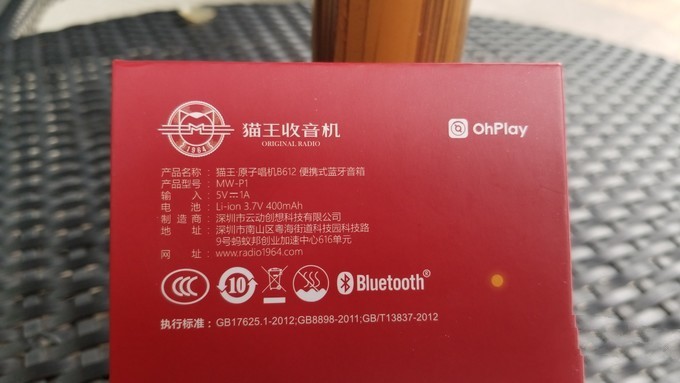 猫王收音机
ORIGINAL RADIO
1964
OhPlay
产品名称：猫王·原子唱机B612 便携式蓝牙音箱
产品型号：MW-P1
输入：5V⎓1A
电池：Li-ion 3.7V 400mAh
制造商：深圳市云动创想科技有限公司
地址：深圳市南山区粤海街道科技园科技路
9号蚂蚁邦创业加速中心616单元
网址：www.radio1964.com
CCC
10
Bluetooth®
执行标准：GB17625.1-2012;GB8898-2011;GB/T13837-2012